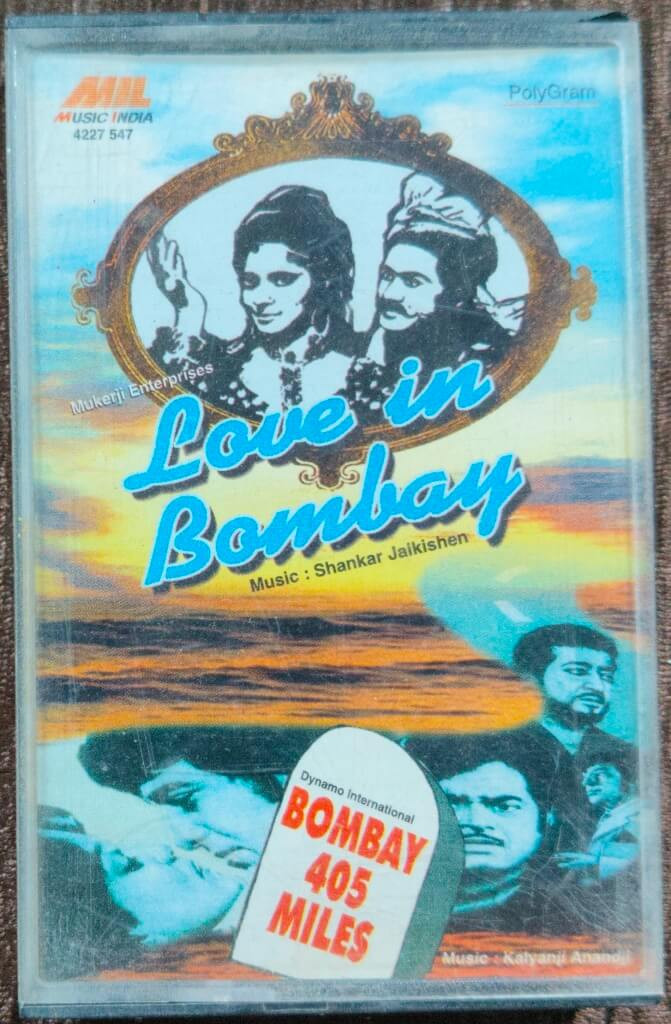 MIL
MUSIC INDIA
4227 547
PolyGram
Mukerji Enterprises
Love in
Bombay
Music : Shankar Jaikishen
Dynamo International
BOMBAY
405
MILES
Music : Kalyanji Anandji